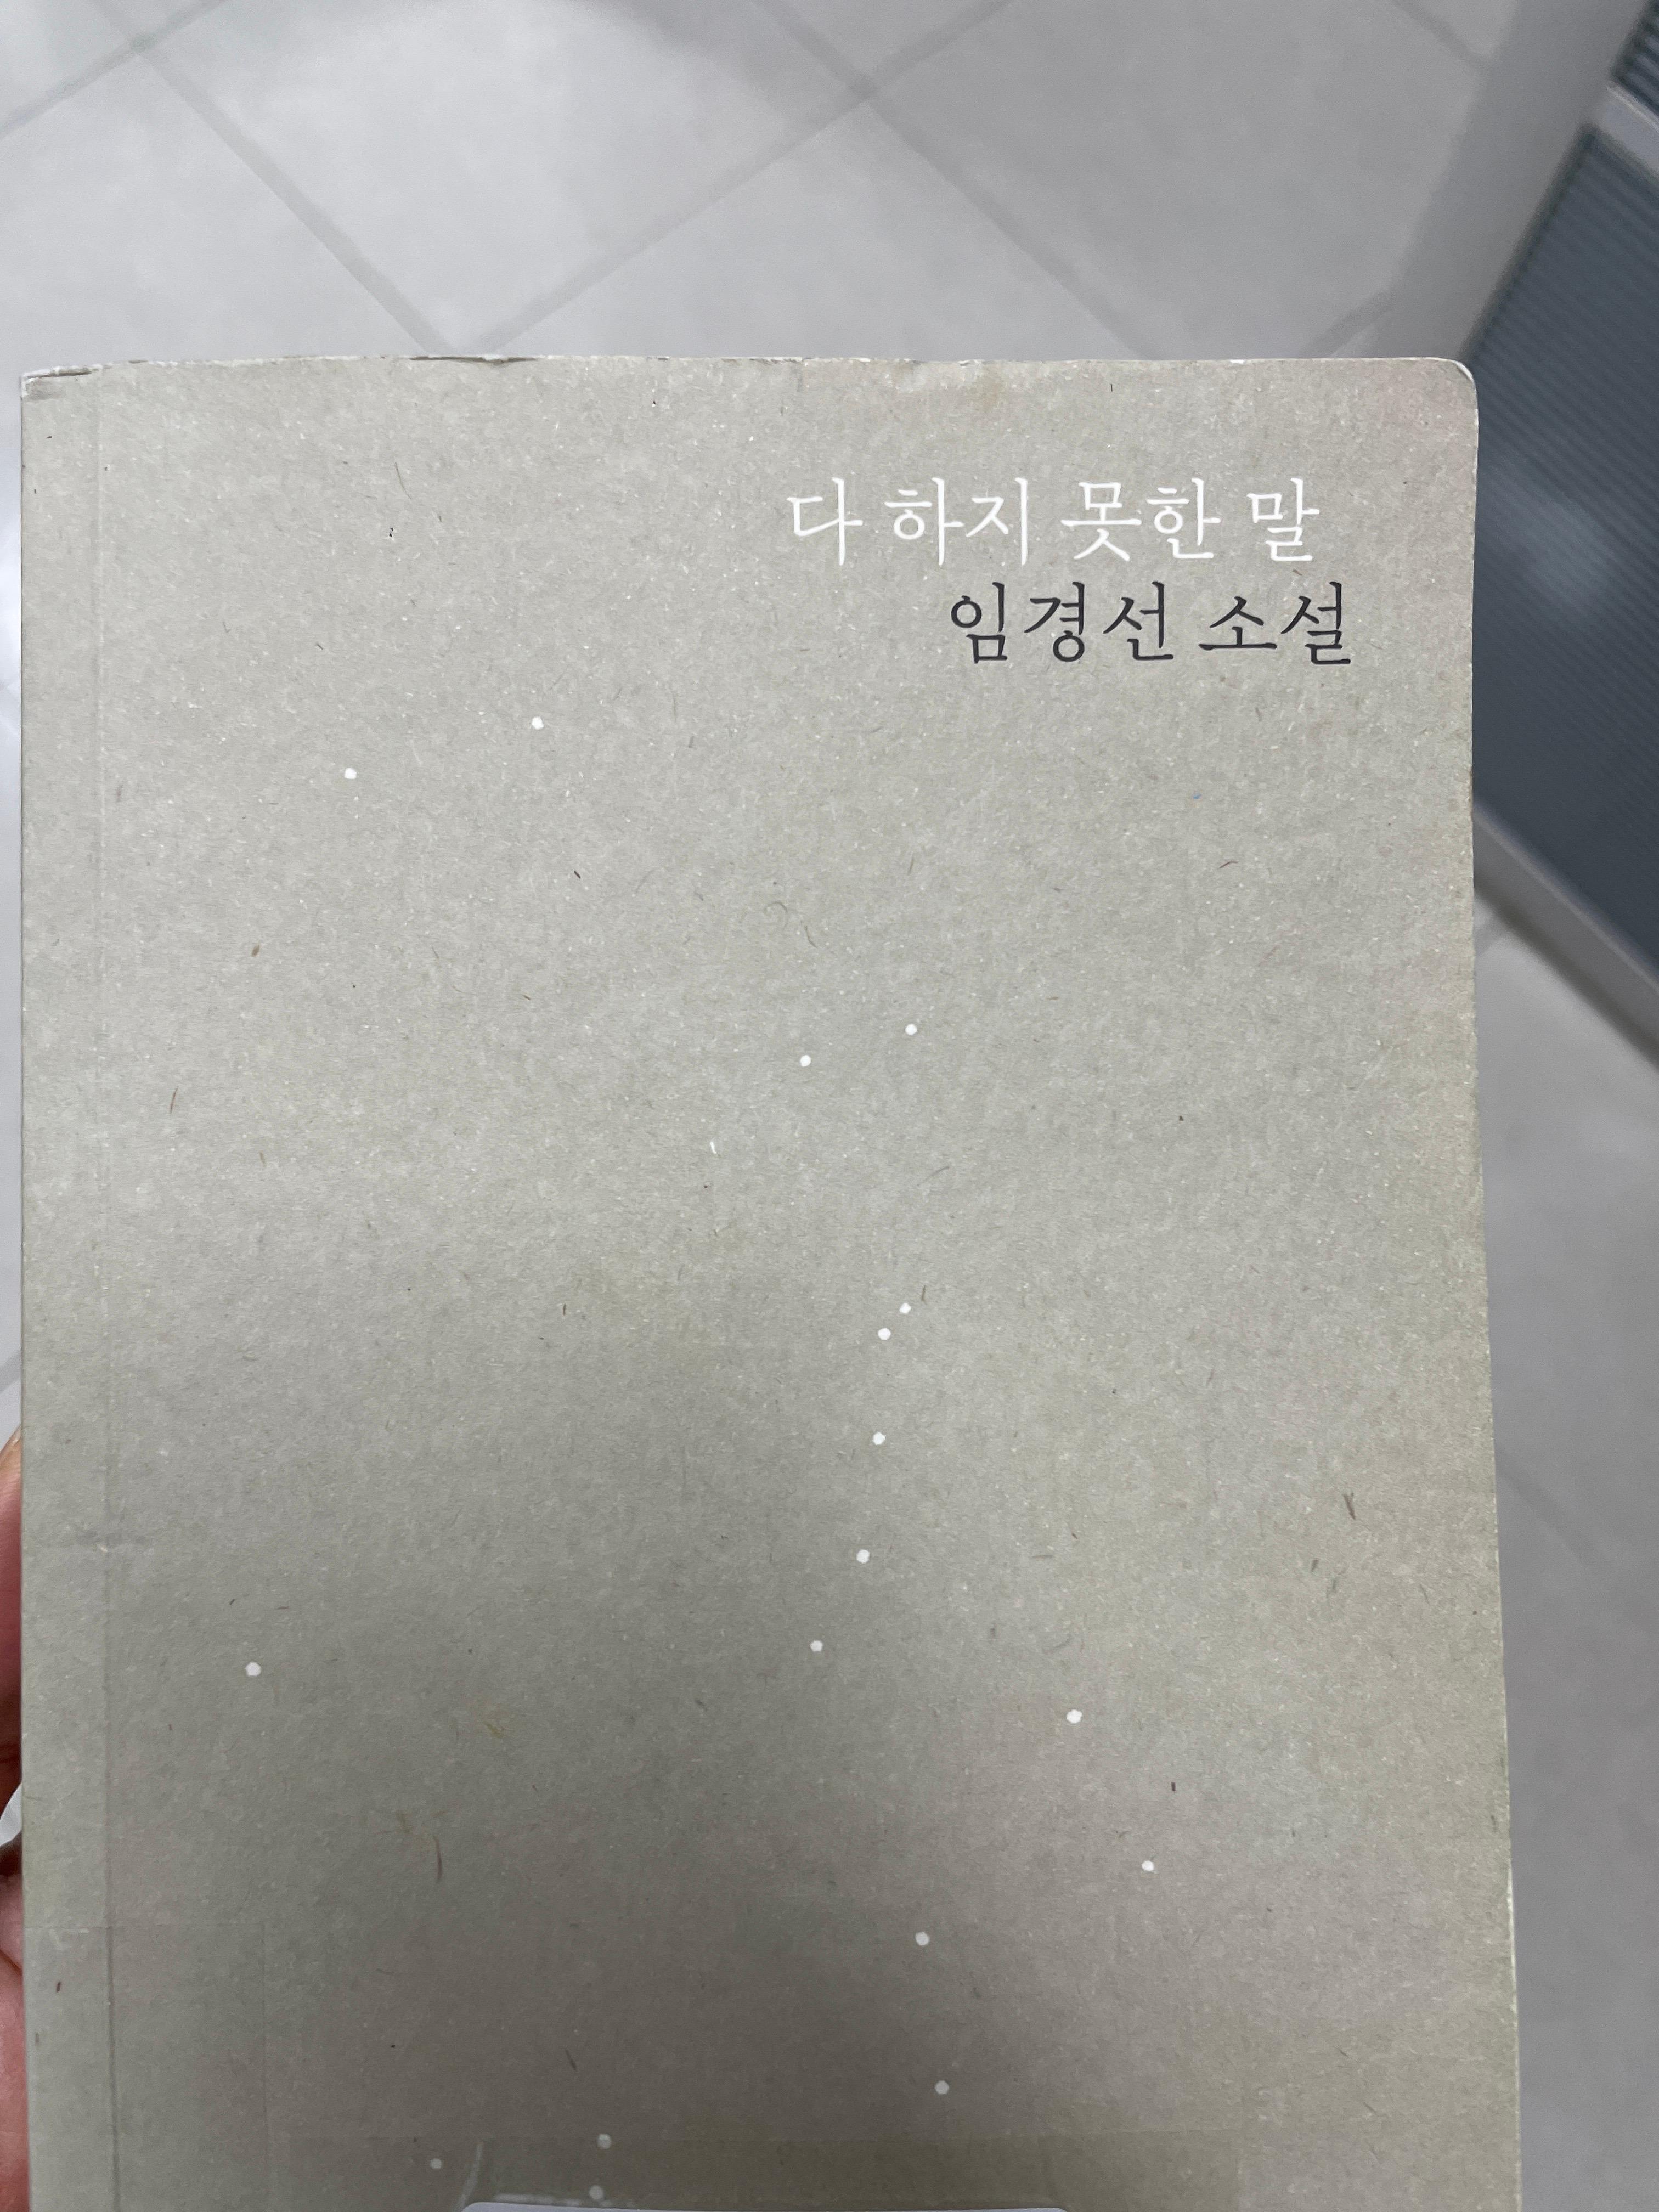 다 하지 못한 말
임경선 소설